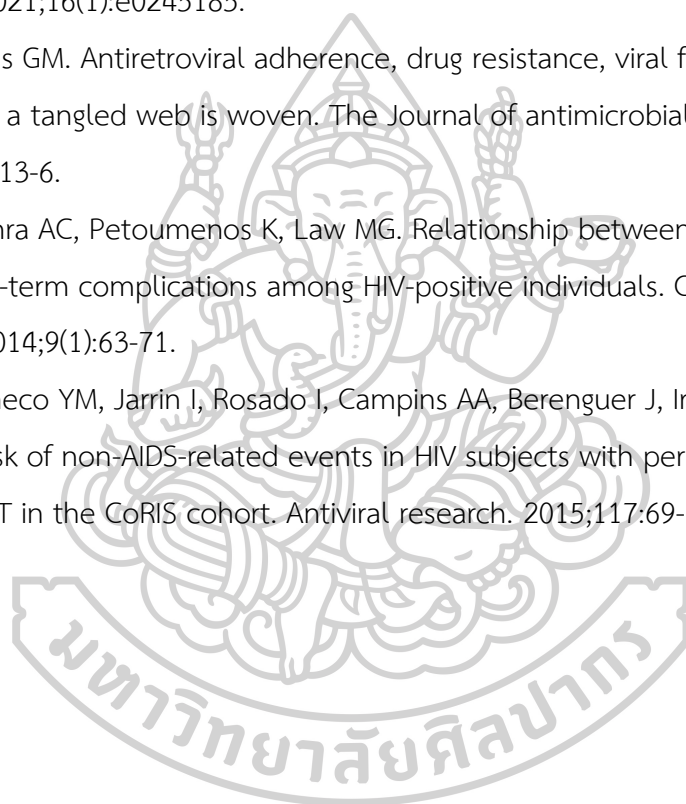 021;16(1):e0245185.
s GM. Antiretroviral adherence, drug resistance, viral f
a tangled web is woven. The Journal of antimicrobial
13-6.
ra AC, Petoumenos K, Law MG. Relationship between
-term complications among HIV-positive individuals. C
014;9(1):63-71.
eco YM, Jarrin I, Rosado I, Campins AA, Berenguer J, Ir
sk of non-AIDS-related events in HIV subjects with per
T in the CoRIS cohort. Antiviral research. 2015;117:69-
มหาวิทยาลัยศิลปากร